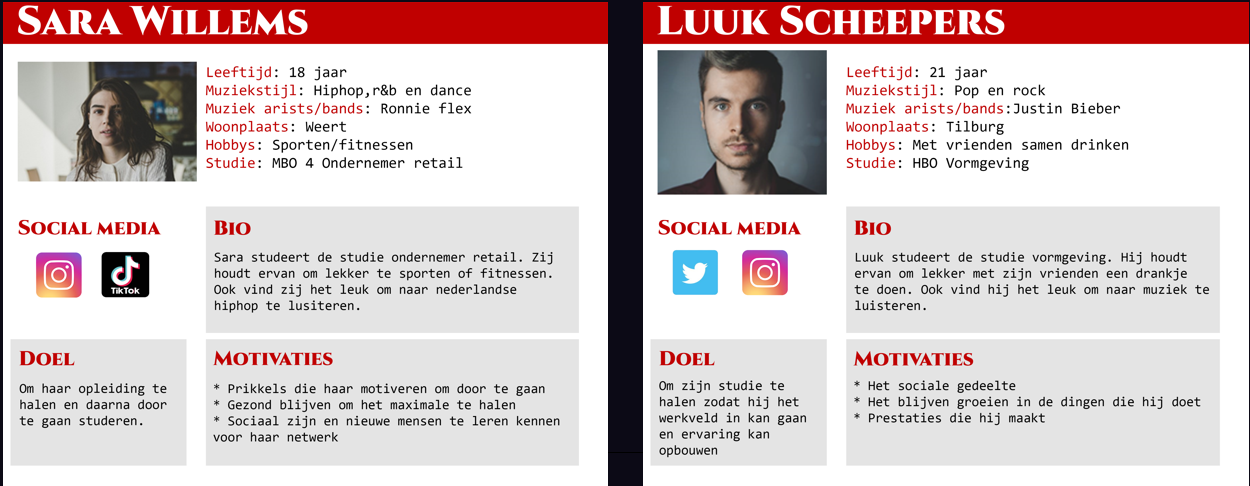 SARA WILLEMS
Leeftijd: 18 jaar
Muziekstijl: Hiphop,r&b en dance
Muziek arists/bands: Ronnie flex
Woonplaats: Weert
Hobbys: Sporten/fitnessen
Studie: MBO 4 Ondernemer retail
SOCIAL MEDIA
TikTok
BIO
Sara studeert de studie ondernemer retail. Zij
houdt ervan om lekker te sporten of fitnessen.
Ook vind zij het leuk om naar nederlandse
hiphop te lusiteren.
DOEL
Om haar opleiding te
halen en daarna door
te gaan studeren.
MOTIVATIES
* Prikkels die haar motiveren om door te gaan
* Gezond blijven om het maximale te halen
* Sociaal zijn en nieuwe mensen te leren kennen
voor haar netwerk
LUUK SCHEEPERS
Leeftijd: 21 jaar
Muziekstijl: Pop en rock
Muziek arists/bands:Justin Bieber
Woonplaats: Tilburg
Hobbys: Met vrienden samen drinken
Studie: HBO Vormgeving
SOCIAL MEDIA
BIO
Luuk studeert de studie vormgeving. Hij houdt
ervan om lekker met zijn vrienden een drankje
te doen. Ook vind hij het leuk om naar muziek te
luisteren.
DOEL
Om zijn studie te
halen zodat hij het
werkveld in kan gaan
en ervaring kan
opbouwen
MOTIVATIES
* Het sociale gedeelte
* Het blijven groeien in de dingen die hij doet
* Prestaties die hij maakt